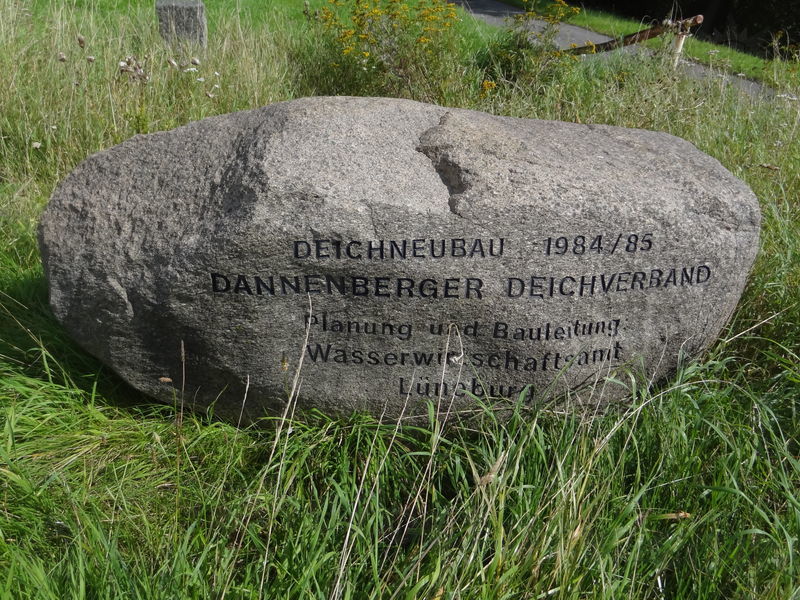 DEICHNEUBAU 1984/85
DANNENBERGER DEICHVERBAND
Planung und Bauleitung
Wasserwirtschaftsamt
Lüneburg